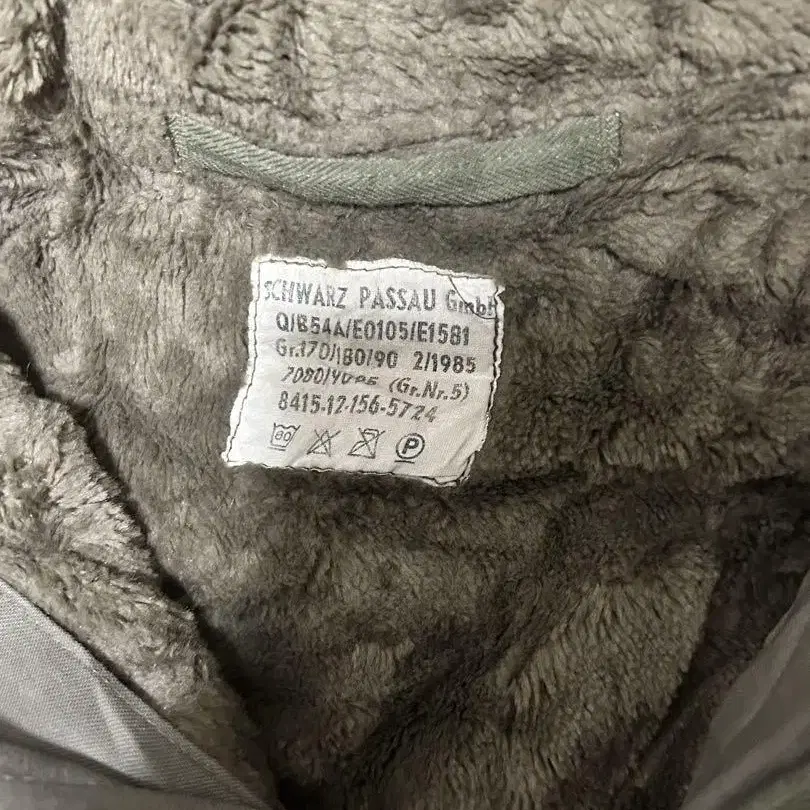 SCHWARZ PASSAU GmbH
Q/B54A/E0105/E1581
Gr.170/180/90 2/1985
(Gr.Nr.5)
8415-12-156-5724
60
P